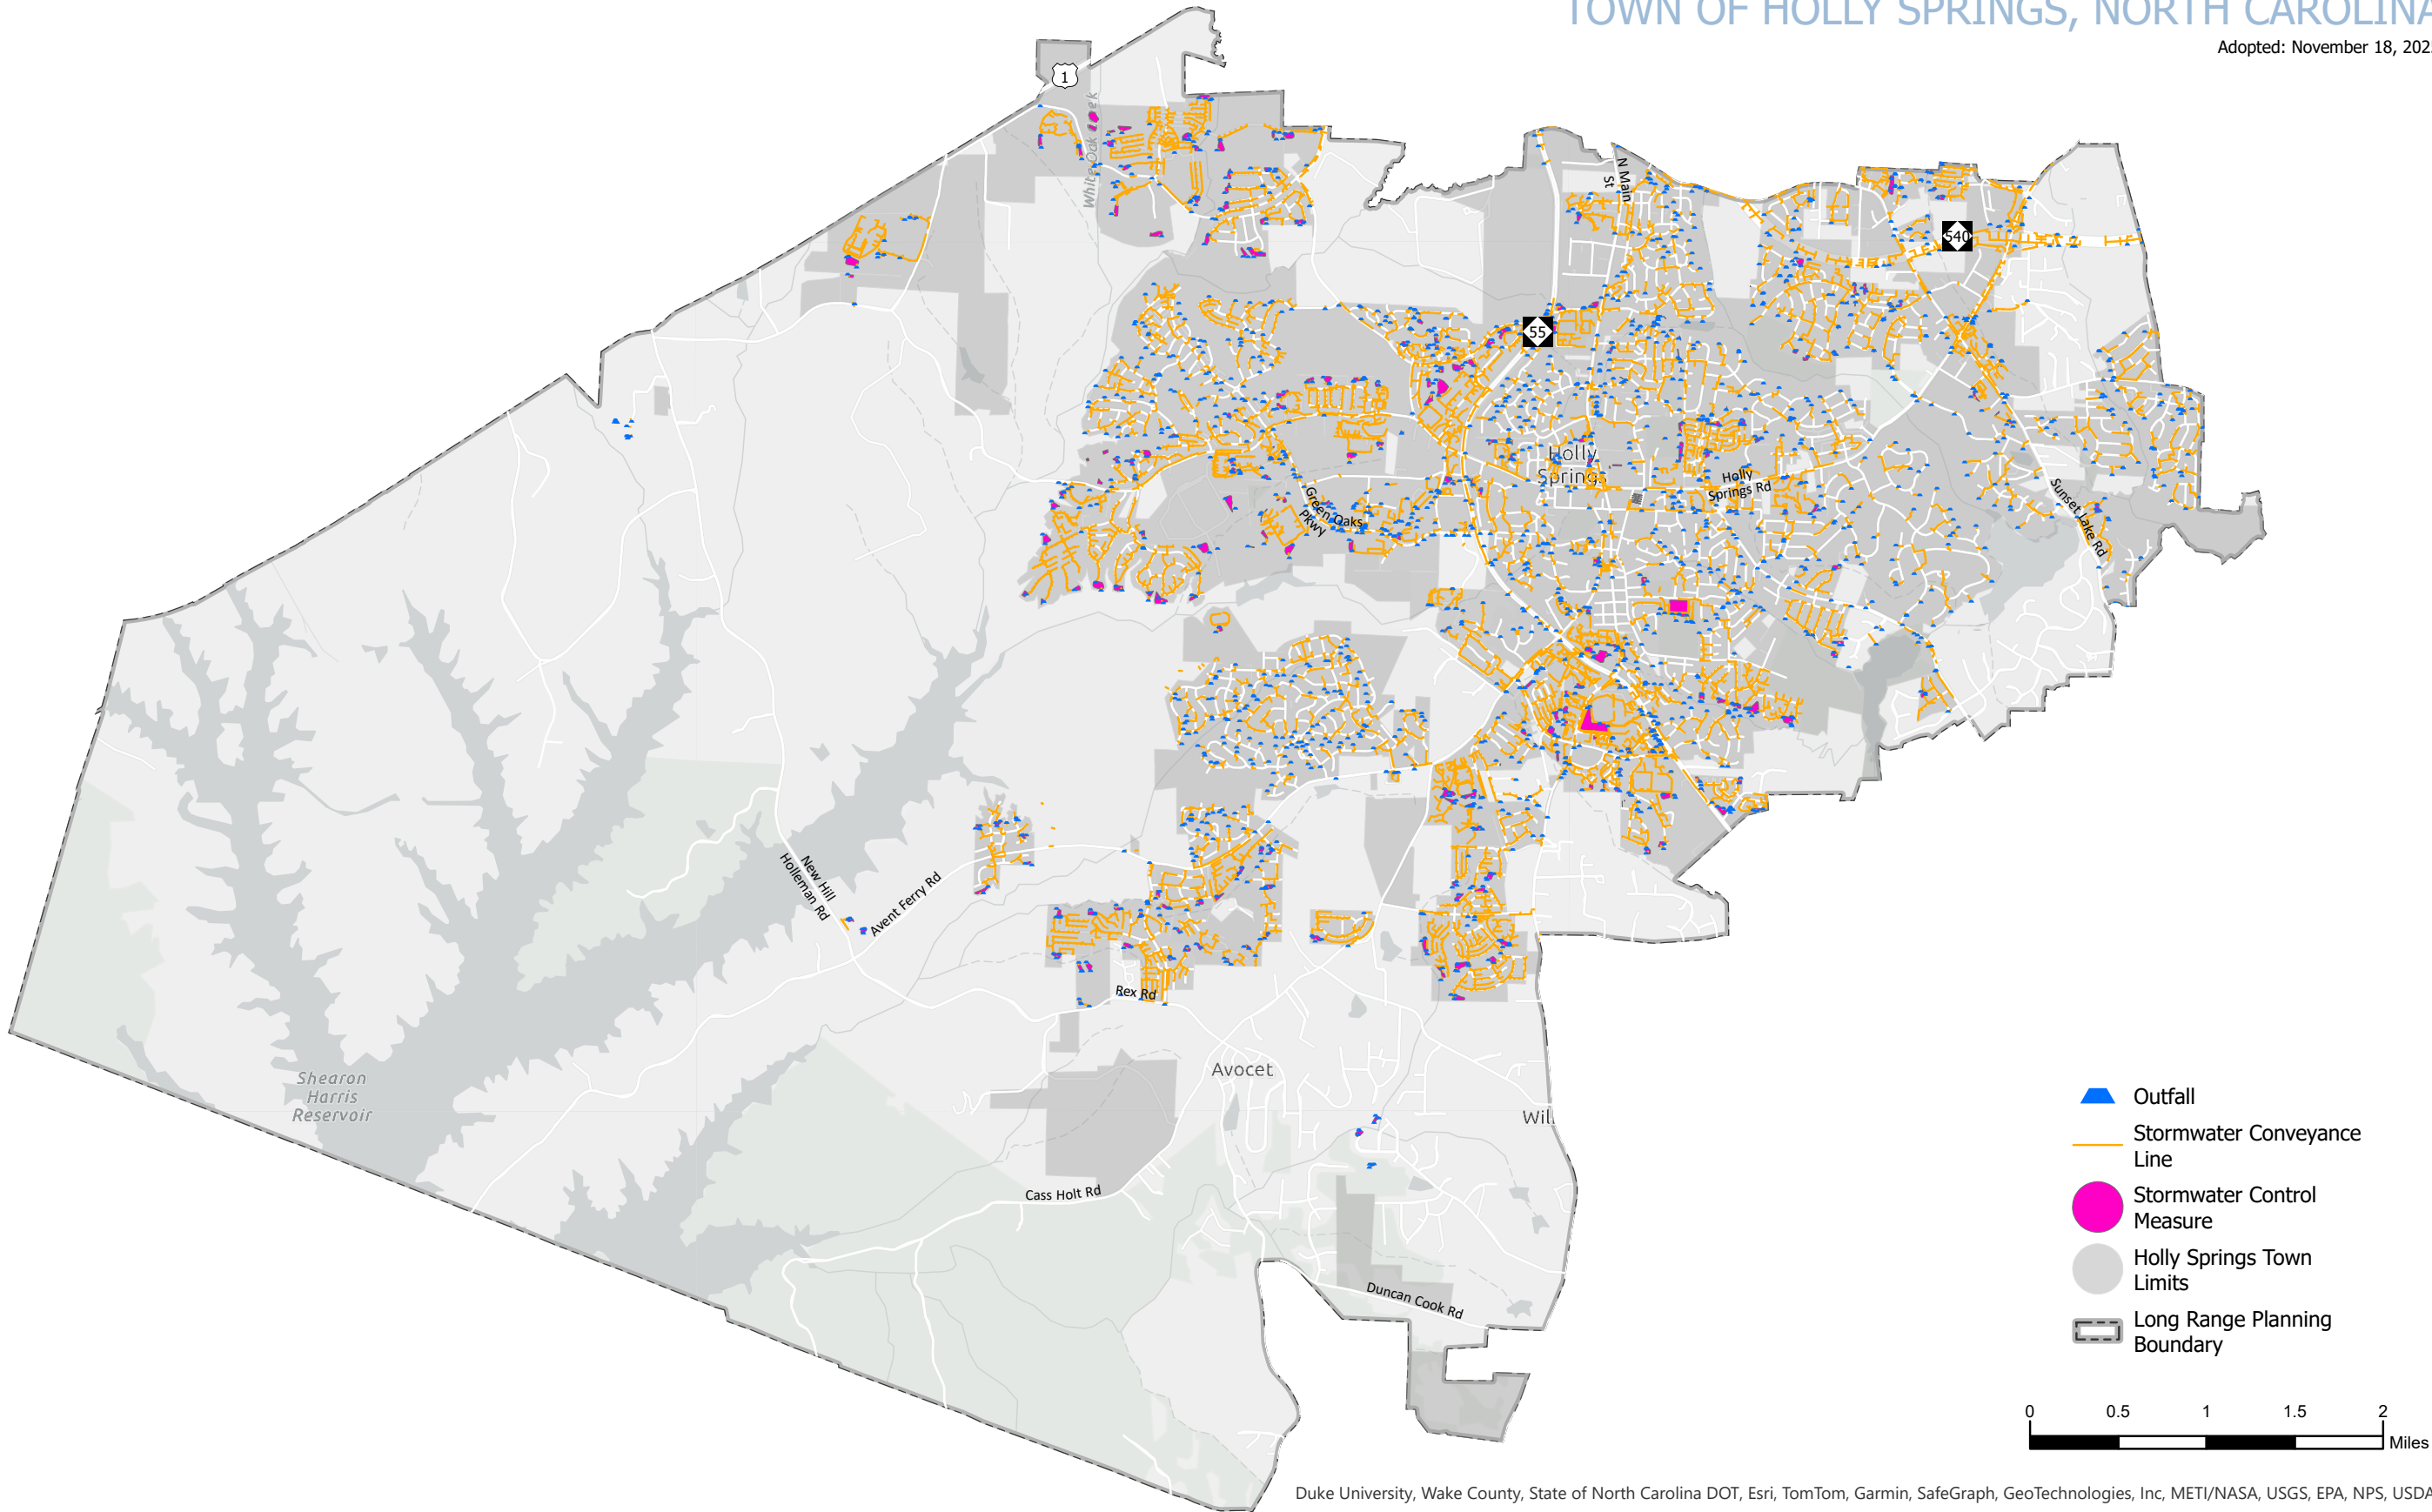 TOWN OF HOLLY SPRINGS, NORTH CAROLINA
Adopted: November 18, 202
1
White Oak Creek
N Main
St
540
55
Holly
Springs
Holly
Springs Rd
Green Oaks
Pkwy
Sunset Lake Rd
New Hill
Holleman Rd
Avent Ferry Rd
Rex Rd
Avocet
Shearon
Harris
Reservoir
Wil
Cass Holt Rd
Duncan Cook Rd
Outfall
Stormwater Conveyance
Line
Stormwater Control
Measure
Holly Springs Town
Limits
Long Range Planning
Boundary
0 0.5 1 1.5 2
Miles
Duke University, Wake County, State of North Carolina DOT, Esri, TomTom, Garmin, SafeGraph, GeoTechnologies, Inc, METI/NASA, USGS, EPA, NPS, USDA